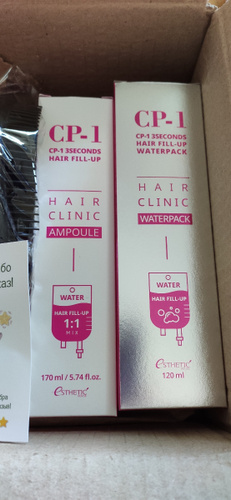 CP-1
CP-1 3SECONDS
HAIR FILL-UP
HAIR
CLINIC
AMPOULE
WATER
HAIR FILL-UP
1:1
170 ml / 5.74 fl.oz.
ESTHETIC
CP-1
CP-1 3SECONDS
HAIR FILL-UP
WATERPACK
HAIR
CLINIC
WATERPACK
WATER
HAIR FILL-UP
ESTHETIC
120 ml